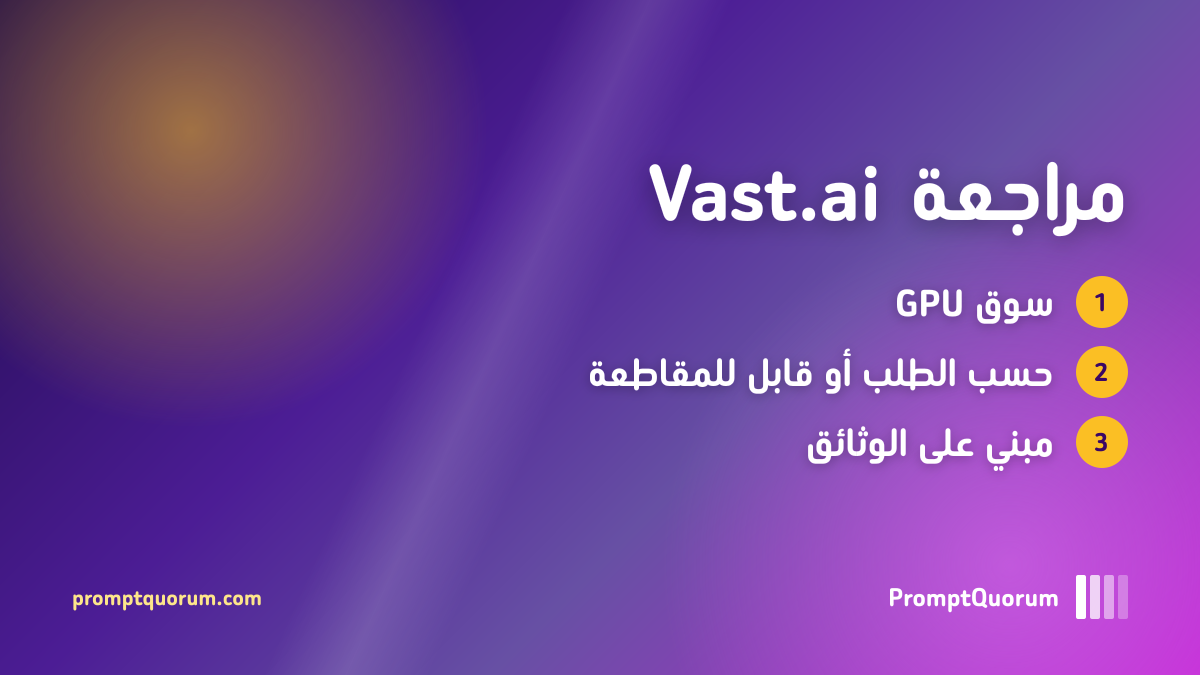 مراجعة Vast.ai
1 سوق GPU
2 حسب الطلب أو قابل للمقاطعة
3 مبني على الوثائق
PromptQuorum
promptquorum.com